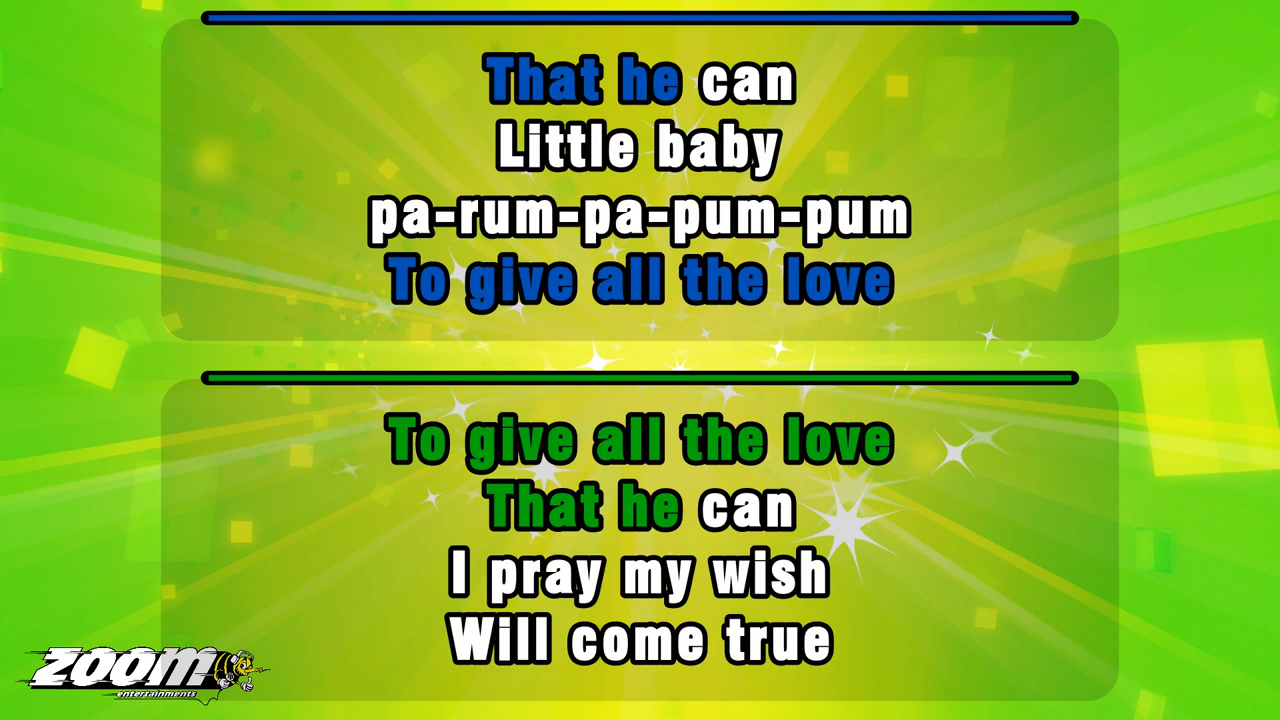 That he can
Little baby
pa-rum-pa-pum-pum
To give all the love
To give all the love
That he can
I pray my wish
Will come true
ZOOM
entertainments